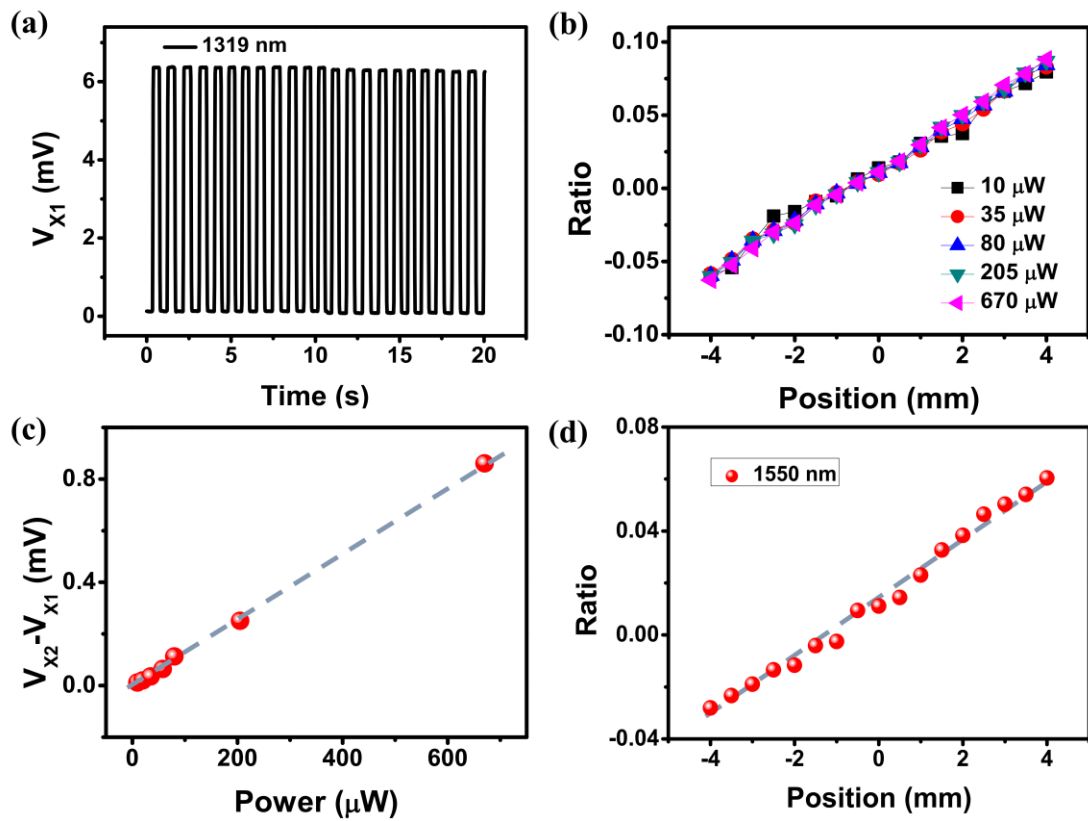 (a)
1319 nm
V_X1 (mV)
6
4
2
0
0 5 10 15 20
Time (s)
(b)
Ratio
0.10
0.05
0.00
-0.05
-0.10
10 μW
35 μW
80 μW
205 μW
670 μW
-4 -2 0 2 4
Position (mm)
(c)
V_X2-V_X1 (mV)
0.8
0.4
0.0
0 200 400 600
Power (μW)
(d)
Ratio
0.08
0.04
0.00
-0.04
1550 nm
-4 -2 0 2 4
Position (mm)